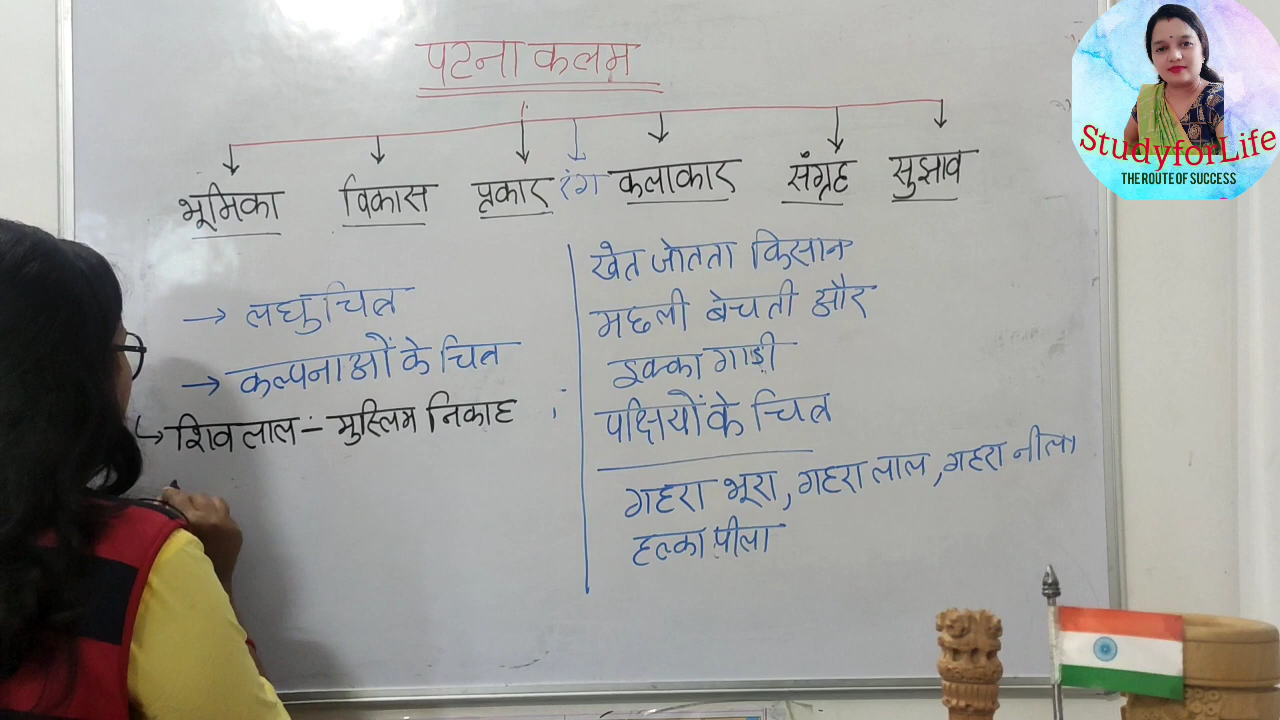 पटना कलम
भूमिका विकास प्रकार रंग कलाकार संग्रह सुझाव
→ लघुचित्र
→ कल्पनाओं के चित्र
↳ शिवलाल :- मुस्लिम निकाह
खेत जोतता किसान
मछली बेचती औरत
इक्का गाड़ी
पक्षियों के चित्र
गहरा भूरा, गहरा लाल, गहरा नीला
हल्का पीला
StudyforLife
THE ROUTE OF SUCCESS